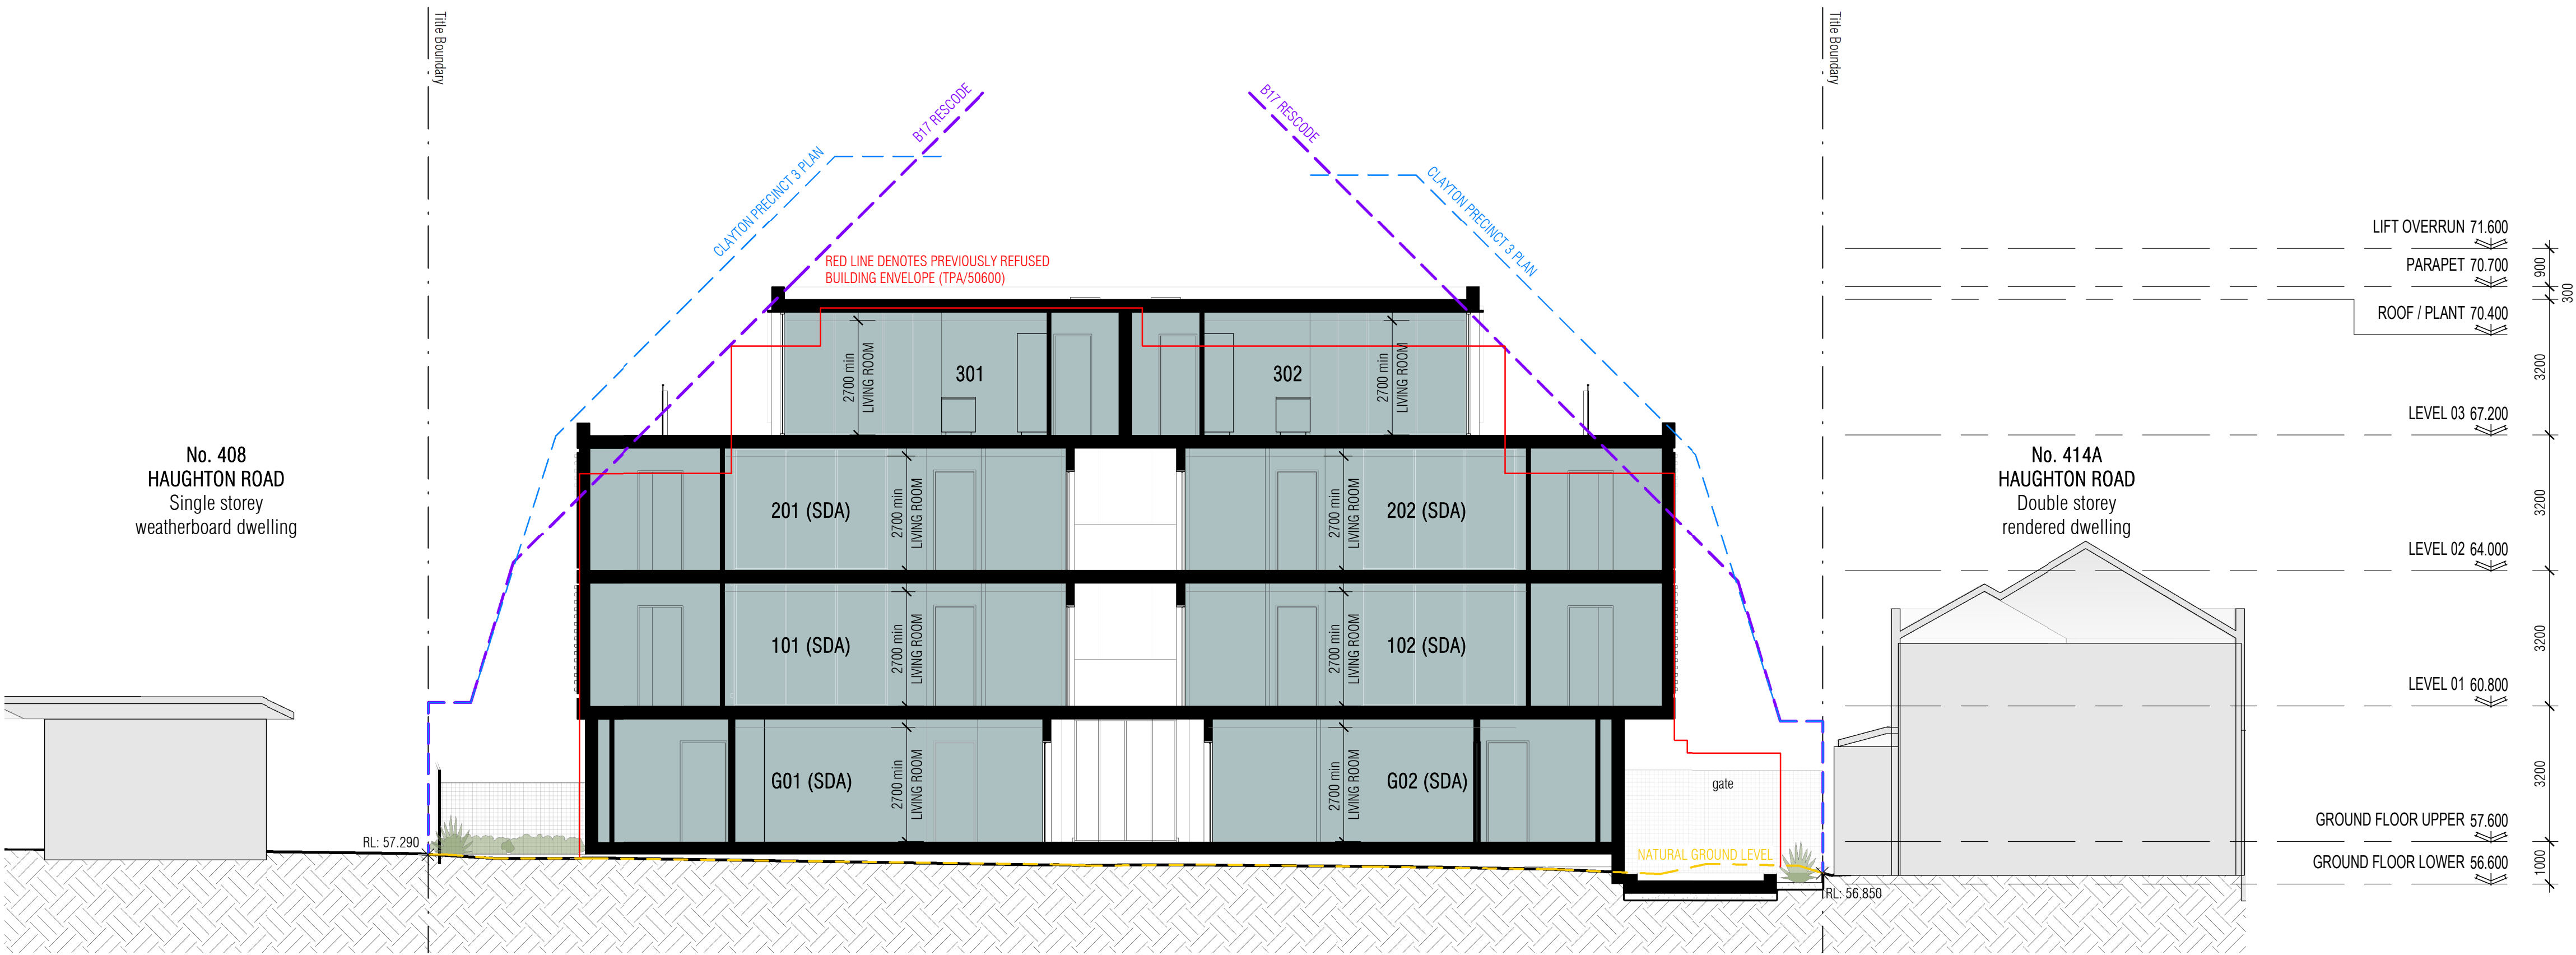 Title Boundary
Title Boundary
B17 RESCODE
B17 RESCODE
CLAYTON PRECINCT 3 PLAN
CLAYTON PRECINCT 3 PLAN
RED LINE DENOTES PREVIOUSLY REFUSED
BUILDING ENVELOPE (TPA/50600)
LIFT OVERRUN 71.600
PARAPET 70.700
ROOF / PLANT 70.400
LEVEL 03 67.200
LEVEL 02 64.000
LEVEL 01 60.800
GROUND FLOOR UPPER 57.600
GROUND FLOOR LOWER 56.600
900
300
3200
3200
3200
3200
1000
No. 408
HAUGHTON ROAD
Single storey
weatherboard dwelling
No. 414A
HAUGHTON ROAD
Double storey
rendered dwelling
2700 min
LIVING ROOM
301
302
2700 min
LIVING ROOM
201 (SDA)
2700 min
LIVING ROOM
2700 min
LIVING ROOM
202 (SDA)
101 (SDA)
2700 min
LIVING ROOM
2700 min
LIVING ROOM
102 (SDA)
G01 (SDA)
2700 min
LIVING ROOM
2700 min
LIVING ROOM
G02 (SDA)
gate
RL: 57.290
NATURAL GROUND LEVEL
RL: 56.850